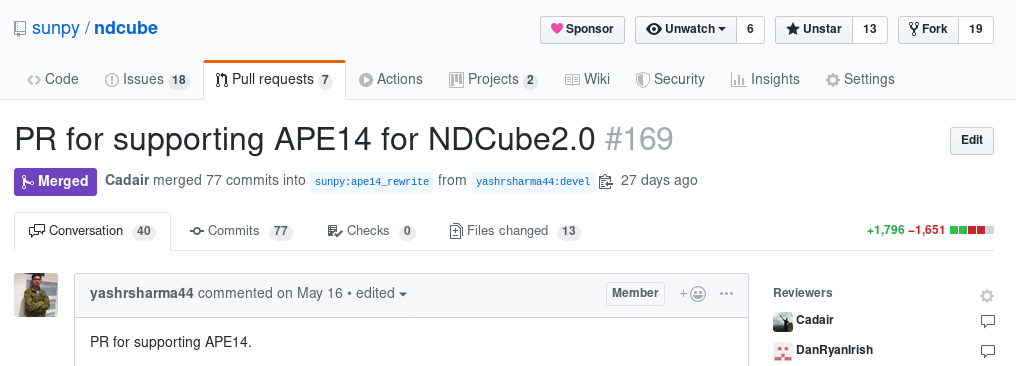 sunpy / ndcube
Sponsor Unwatch 6 Unstar 13 Fork 19
Code Issues 18 Pull requests 7 Actions Projects 2 Wiki Security Insights Settings
PR for supporting APE14 for NDCube2.0 #169
Edit
Merged Cadair merged 77 commits into sunpy:ape14_rewrite from yashrsharma44:devel 27 days ago
Conversation 40 Commits 77 Checks 0 Files changed 13 +1,796 −1,651
yashrsharma44 commented on May 16 • edited Member
PR for supporting APE14.
Reviewers
Cadair
DanRyanIrish